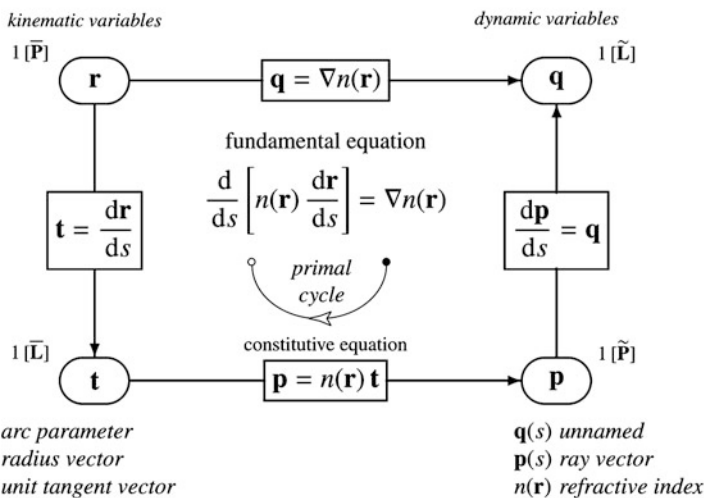 kinematic variables
dynamic variables
1 [P̅]
r
q = ∇n(r)
q
1 [L̃]
fundamental equation
d/ds [n(r) dr/ds] = ∇n(r)
t = dr/ds
dp/ds = q
primal
cycle
constitutive equation
1 [L̅]
t
p = n(r) t
p
1 [P̃]
arc parameter
radius vector
unit tangent vector
q(s) unnamed
p(s) ray vector
n(r) refractive index